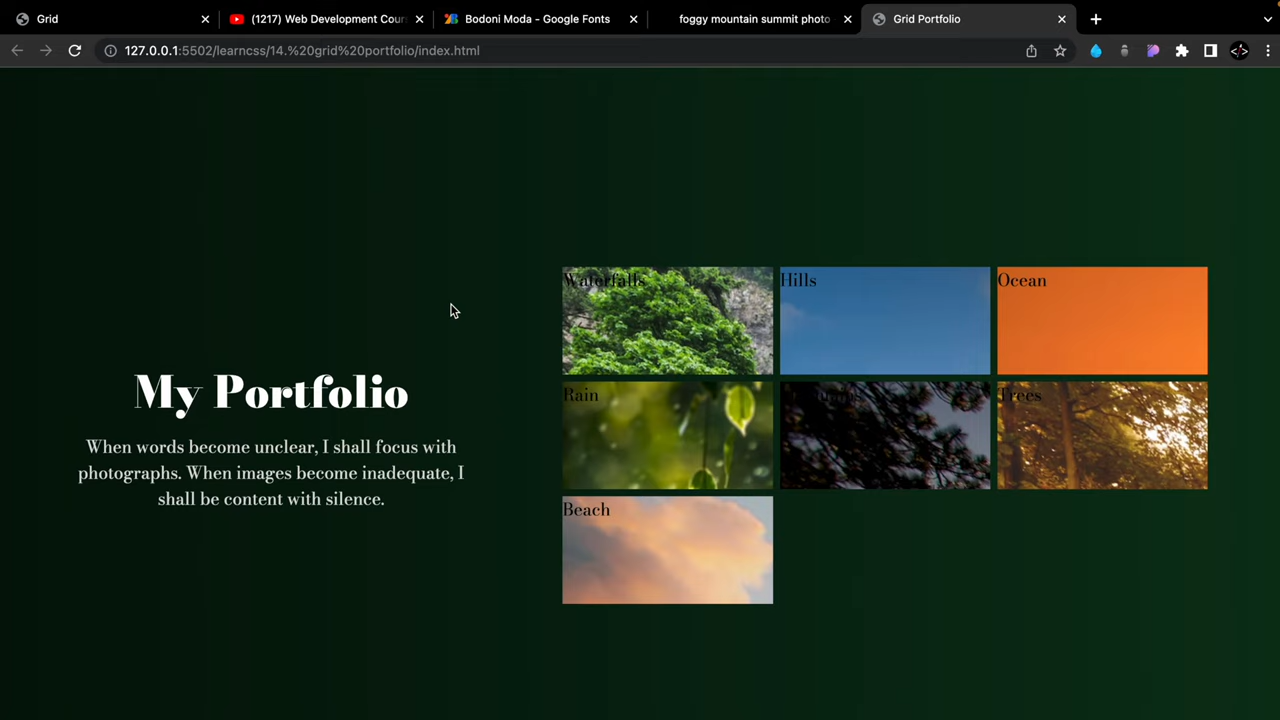 Grid
(1217) Web Development Cour
Bodoni Moda - Google Fonts
foggy mountain summit photo
Grid Portfolio
127.0.0.1:5502/learncss/14.%20grid%20portfolio/index.html
Waterfalls
Hills
Ocean
My Portfolio
Rain
Trees
When words become unclear, I shall focus with
photographs. When images become inadequate, I
shall be content with silence.
Beach